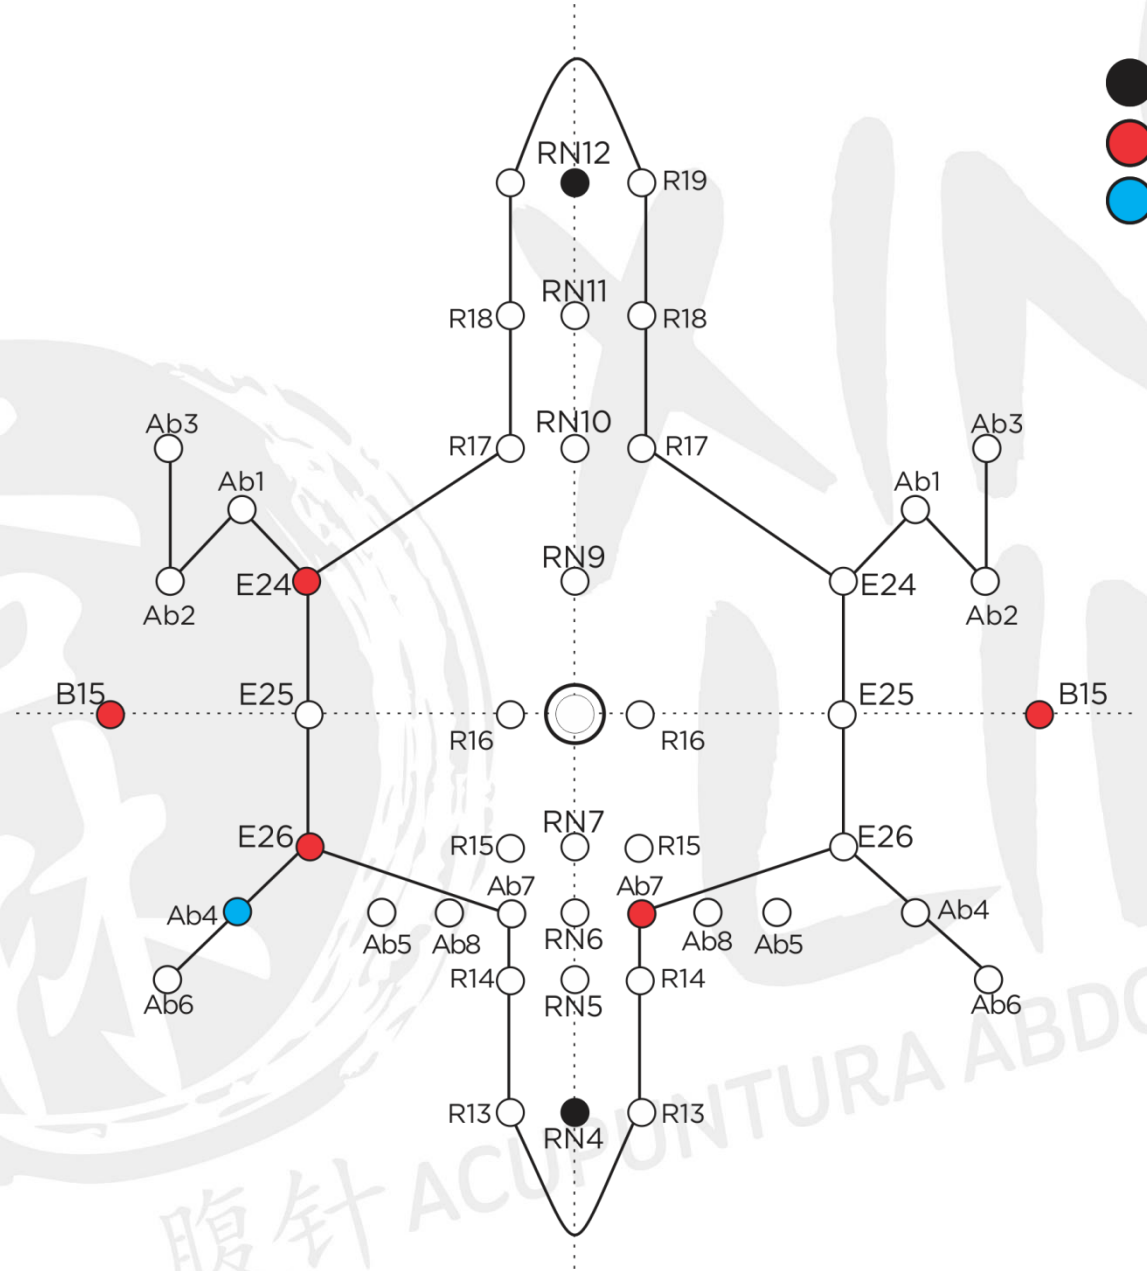 RN12
R19
RN11
R18
R18
Ab3
RN10
Ab3
R17
R17
Ab1
Ab1
RN9
E24
E24
Ab2
Ab2
B15
E25
E25
B15
R16
R16
RN7
E26
E26
R15
R15
Ab7
Ab7
Ab4
Ab4
Ab5
Ab8
RN6
Ab8
Ab5
R14
R14
Ab6
RN5
Ab6
R13
R13
RN4
腹针 ACUPUNTURA ABDO